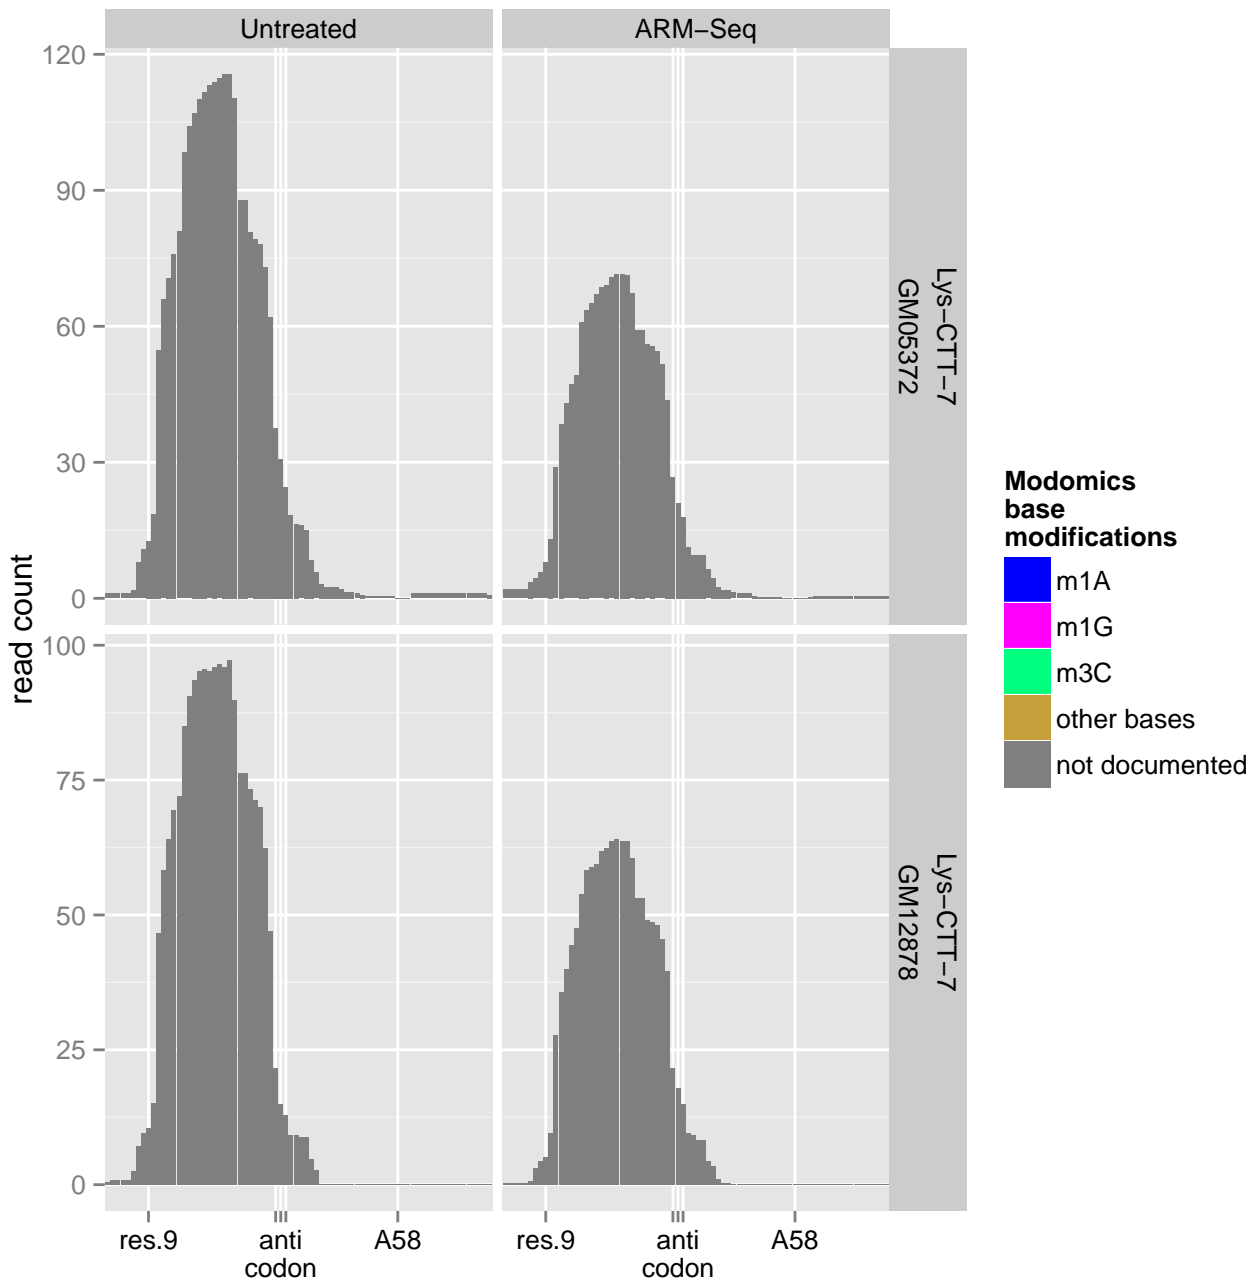 Untreated
ARM−Seq
120
90
60
30
0
Lys−CTT−7
GM05372
100
75
50
25
0
Lys−CTT−7
GM12878
read count
res.9
anti
codon
A58
res.9
anti
codon
A58
Modomics
base
modifications
m1A
m1G
m3C
other bases
not documented